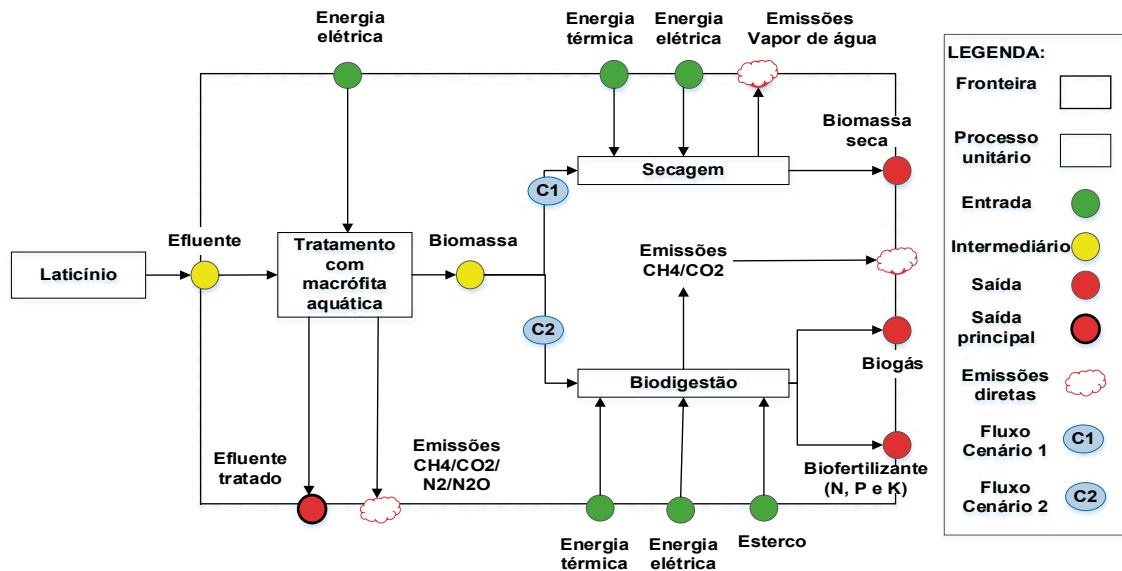 Energia
elétrica
Energia
térmica
Energia
elétrica
Emissões
Vapor de água
Biomassa
seca
Secagem
C1
Efluente
Laticínio
Tratamento
com
macrófita
aquática
Biomassa
Emissões
CH4/CO2
C2
Biodigestão
Biogás
Efluente
tratado
Emissões
CH4/CO2/
N2/N2O
Biofertilizante
(N, P e K)
Energia
térmica
Energia
elétrica
Esterco
LEGENDA:
Fronteira
Processo
unitário
Entrada
Intermediário
Saída
Saída
principal
Emissões
diretas
Fluxo
Cenário 1
C1
Fluxo
Cenário 2
C2